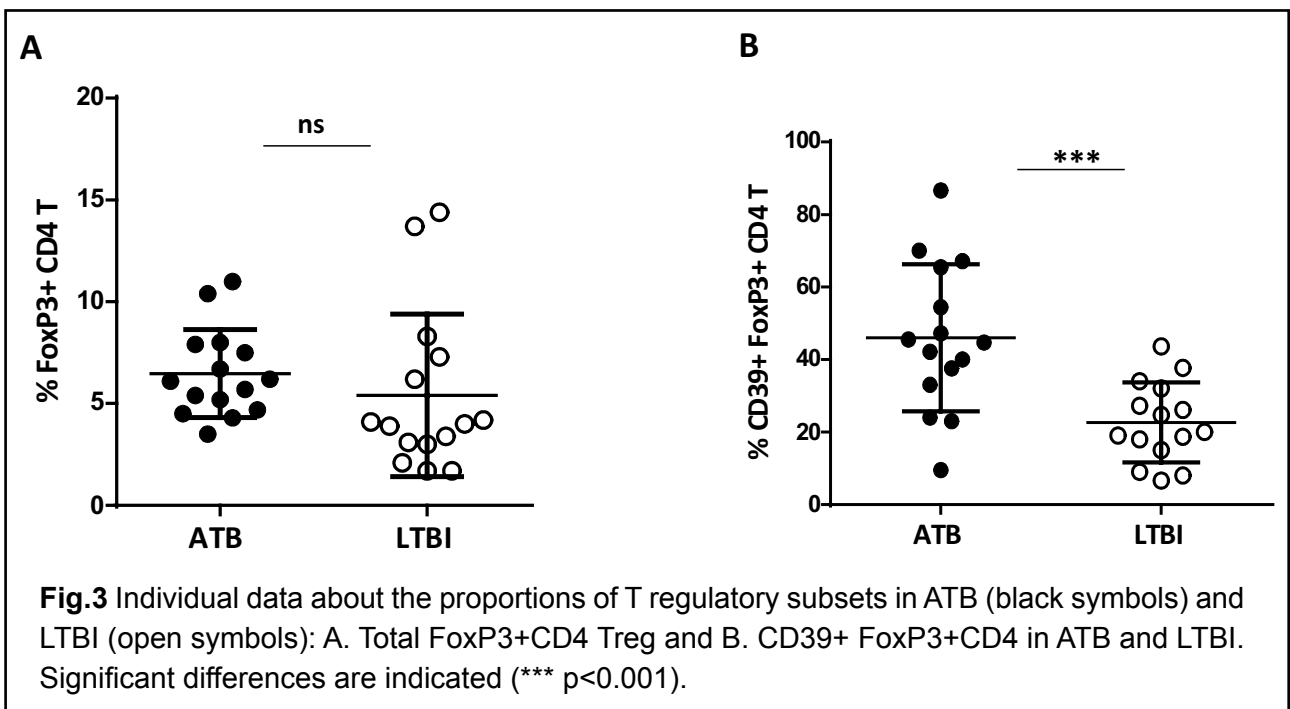 A
B
% FoxP3+ CD4 T
20
15
10
5
0
ns
ATB
LTBI
% CD39+ FoxP3+ CD4 T
100
80
60
40
20
0
***
ATB
LTBI
Fig.3 Individual data about the proportions of T regulatory subsets in ATB (black symbols) and
LTBI (open symbols): A. Total FoxP3+CD4 Treg and B. CD39+ FoxP3+CD4 in ATB and LTBI.
Significant differences are indicated (*** p<0.001).